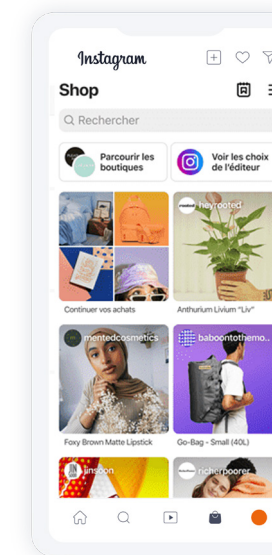 Instagram
Shop
Rechercher
Parcourir les
boutiques
Voir les choix
de l'éditeur
heyrooted
Continuer vos achats
Anthurium Livium "Liv"
mentedcosmetics
baboontothemo..
Foxy Brown Matte Lipstick
Go-Bag - Small (40L)
jinsoon
richerpoorer